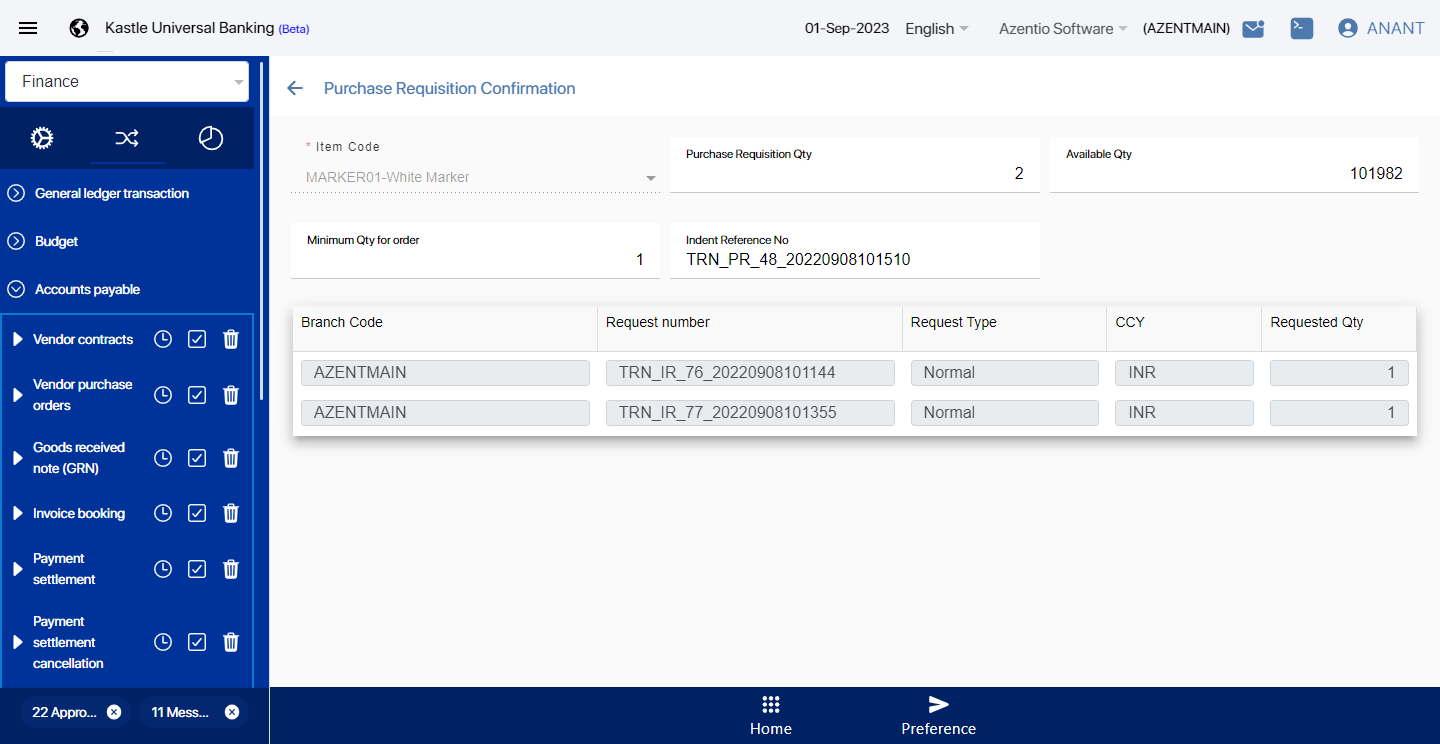 Kastle Universal Banking (Beta)
01-Sep-2023
English
Azentio Software
(AZENTMAIN)
ANANT
Finance
General ledger transaction
Budget
Accounts payable
Vendor contracts
Vendor purchase
orders
Goods received
note (GRN)
Invoice booking
Payment
settlement
Payment
settlement
cancellation
22 Appro...
11 Mess...
Purchase Requisition Confirmation
* Item Code
MARKER01-White Marker
Purchase Requisition Qty
2
Available Qty
101982
Minimum Qty for order
1
Indent Reference No
TRN_PR_48_20220908101510
Branch Code Request number Request Type CCY Requested Qty
AZENTMAIN TRN_IR_76_20220908101144 Normal INR 1
AZENTMAIN TRN_IR_77_20220908101355 Normal INR 1
Home
Preference